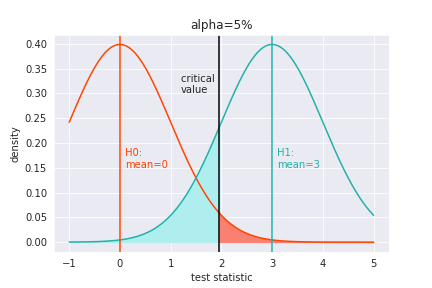 alpha=5%
0.40
0.35
0.30
0.25
0.20
0.15
0.10
0.05
0.00
density
critical
value
H0:
mean=0
H1:
mean=3
−1
0
1
2
3
4
5
test statistic